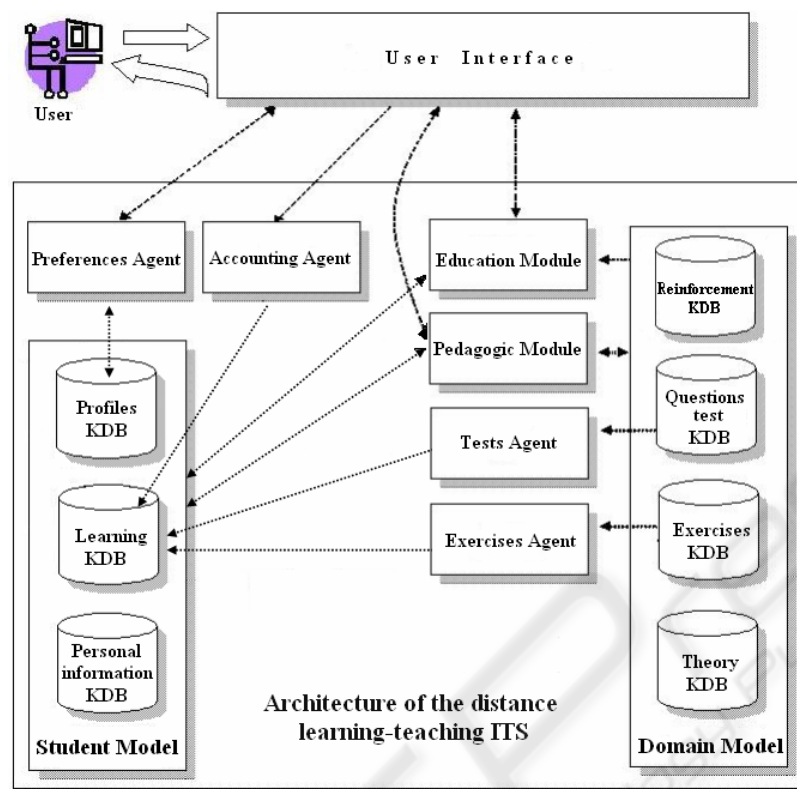 User Interface
User
Preferences Agent
Accounting Agent
Education Module
Reinforcement
KDB
Pedagogic Module
Profiles
KDB
Questions
test
KDB
Tests Agent
Learning
KDB
Exercises Agent
Exercises
KDB
Personal
information
KDB
Theory
KDB
Architecture of the distance
learning-teaching ITS
Student Model
Domain Model